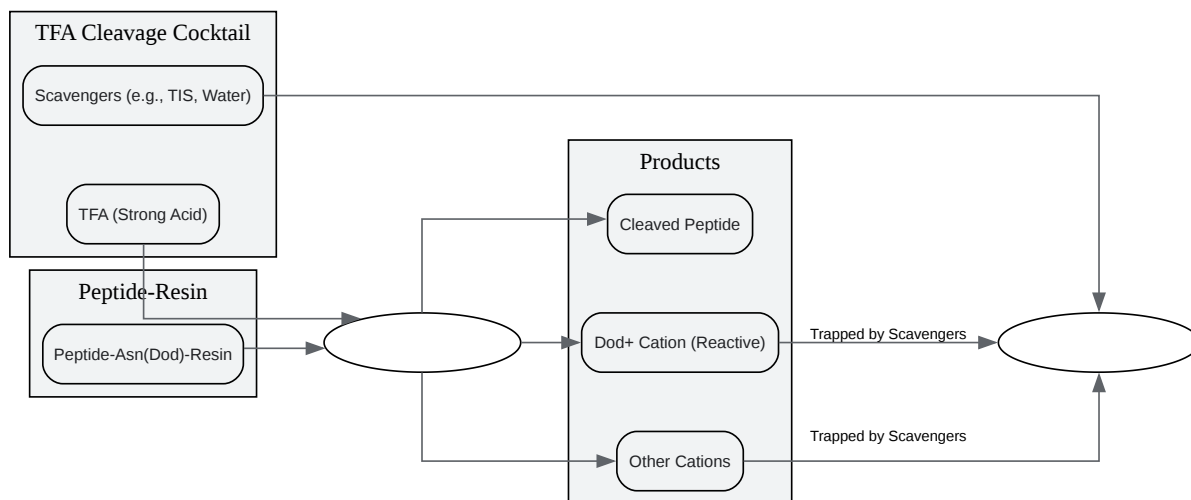 TFA Cleavage Cocktail
Scavengers (e.g., TIS, Water)
TFA (Strong Acid)
Peptide-Resin
Peptide-Asn(Dod)-Resin
Products
Cleaved Peptide
Dod+ Cation (Reactive)
Other Cations
Trapped by Scavengers
Trapped by Scavengers